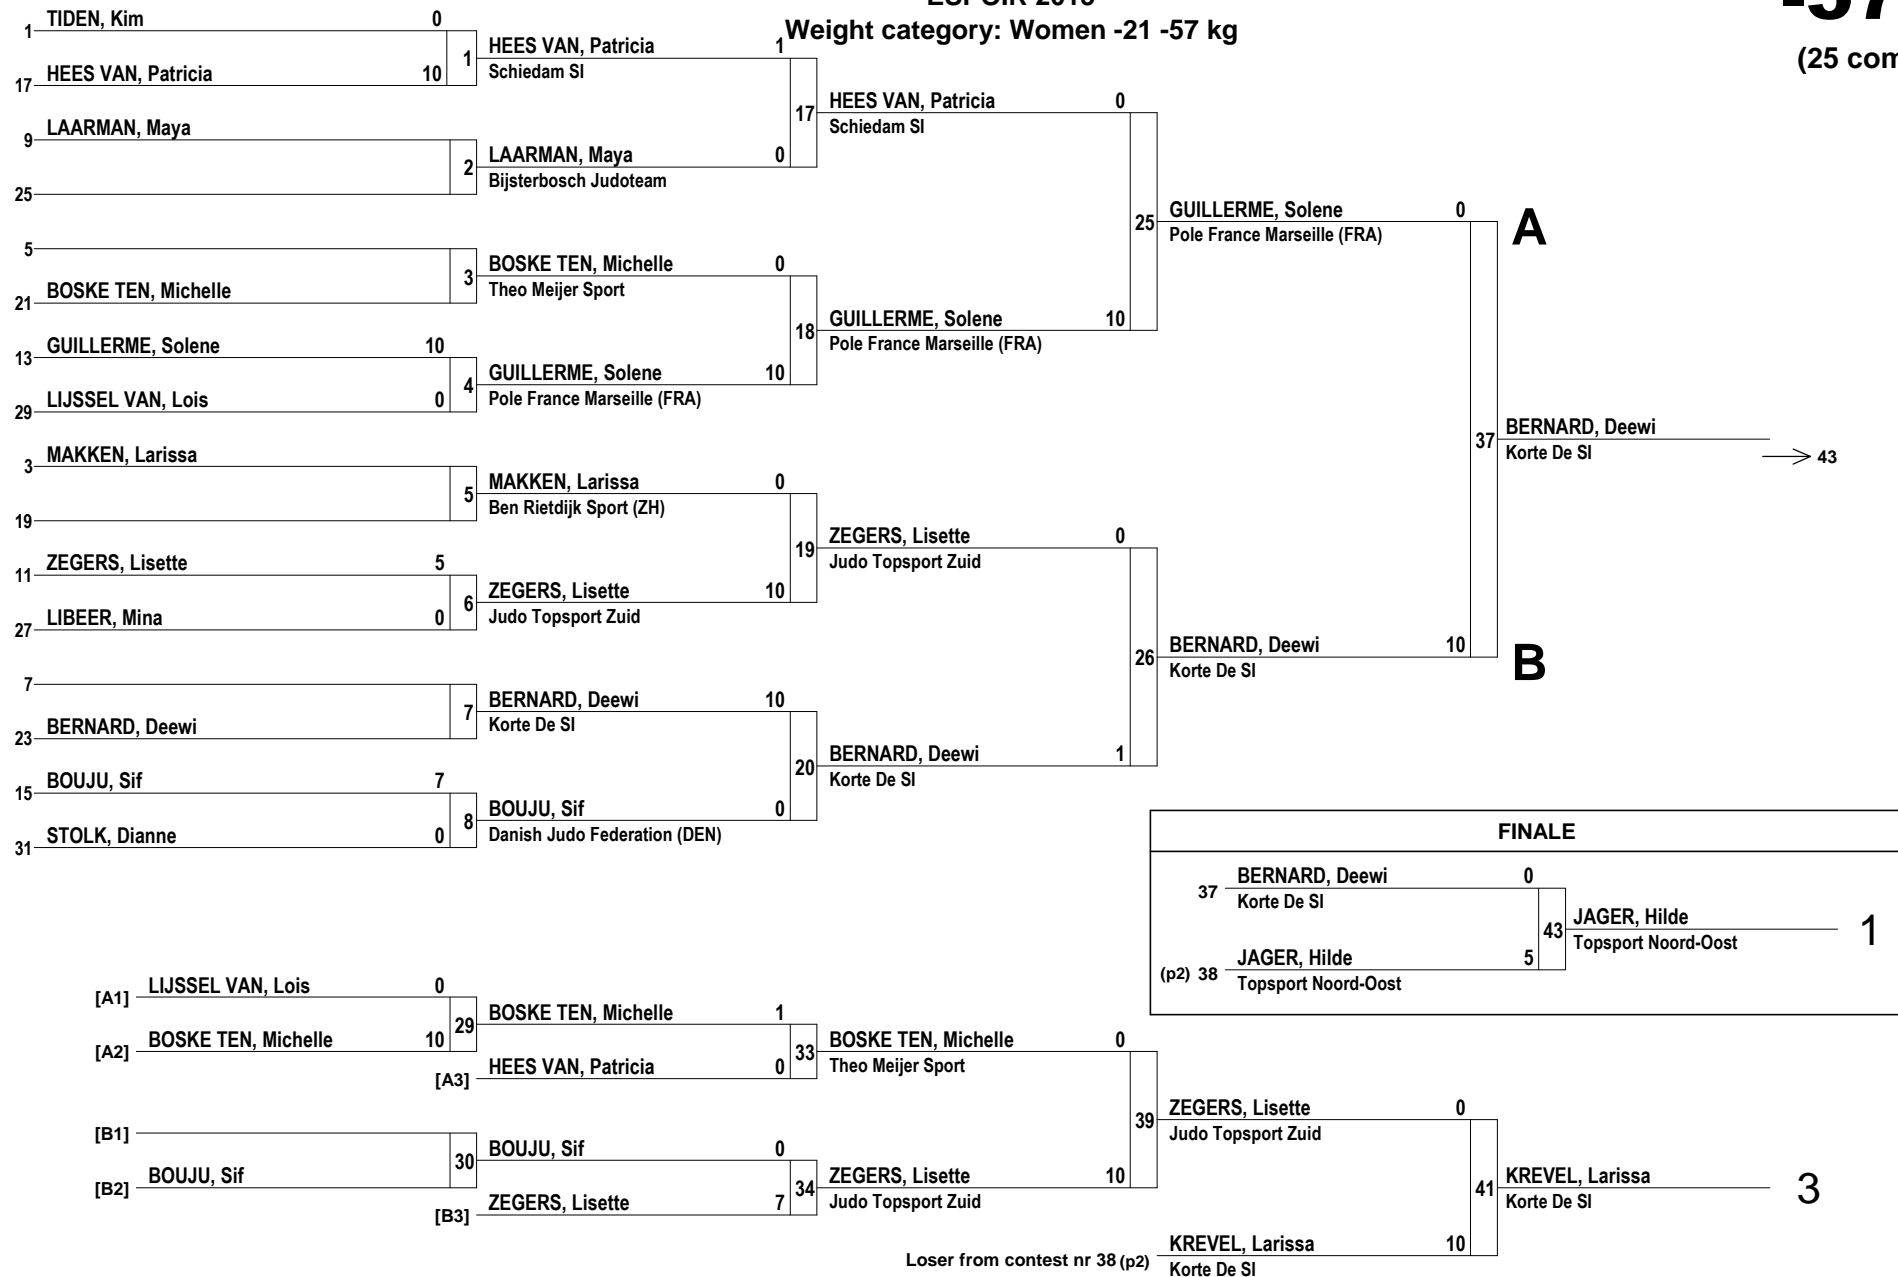 Weight category: Women -21 -57 kg
(25 com
1 TIDEN, Kim 0
17 HEES VAN, Patricia 10
1 HEES VAN, Patricia 1
Schiedam SI
9 LAARMAN, Maya
25
2 LAARMAN, Maya 0
Bijsterbosch Judoteam
17 HEES VAN, Patricia 0
Schiedam SI
5
21 BOSKE TEN, Michelle
3 BOSKE TEN, Michelle 0
Theo Meijer Sport
13 GUILLERME, Solene 10
29 LIJSSEL VAN, Lois 0
4 GUILLERME, Solene 10
Pole France Marseille (FRA)
18 GUILLERME, Solene 10
Pole France Marseille (FRA)
25 GUILLERME, Solene 0
Pole France Marseille (FRA)
A
3 MAKKEN, Larissa
19
5 MAKKEN, Larissa 0
Ben Rietdijk Sport (ZH)
11 ZEGERS, Lisette 5
27 LIBEER, Mina 0
6 ZEGERS, Lisette 10
Judo Topsport Zuid
19 ZEGERS, Lisette 0
Judo Topsport Zuid
7
23 BERNARD, Deewi
7 BERNARD, Deewi 10
Korte De SI
15 BOUJU, Sif 7
31 STOLK, Dianne 0
8 BOUJU, Sif 0
Danish Judo Federation (DEN)
20 BERNARD, Deewi 1
Korte De SI
26 BERNARD, Deewi 10
Korte De SI
B
37 BERNARD, Deewi
Korte De SI
43
FINALE
37 BERNARD, Deewi 0
Korte De SI
(p2) 38 JAGER, Hilde 5
Topsport Noord-Oost
43 JAGER, Hilde 1
Topsport Noord-Oost
[A1] LIJSSEL VAN, Lois 0
[A2] BOSKE TEN, Michelle 10
29 BOSKE TEN, Michelle 1
[A3] HEES VAN, Patricia 0
33 BOSKE TEN, Michelle 0
Theo Meijer Sport
[B1]
[B2] BOUJU, Sif
30 BOUJU, Sif 0
[B3] ZEGERS, Lisette 7
34 ZEGERS, Lisette 10
Judo Topsport Zuid
39 ZEGERS, Lisette 0
Judo Topsport Zuid
Loser from contest nr 38 (p2) KREVEL, Larissa 10
Korte De SI
41 KREVEL, Larissa 3
Korte De SI